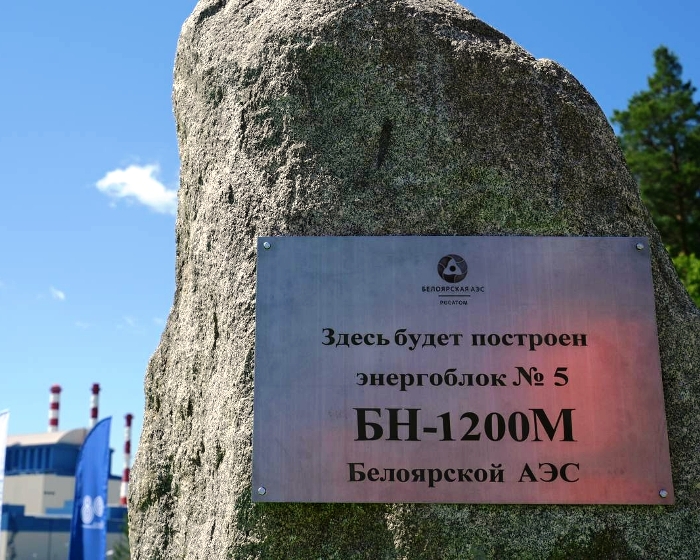 БЕЛОЯРСКАЯ АЭС
РОСАТОМ
Здесь будет построен
энергоблок № 5
БН-1200М
Белоярской АЭС